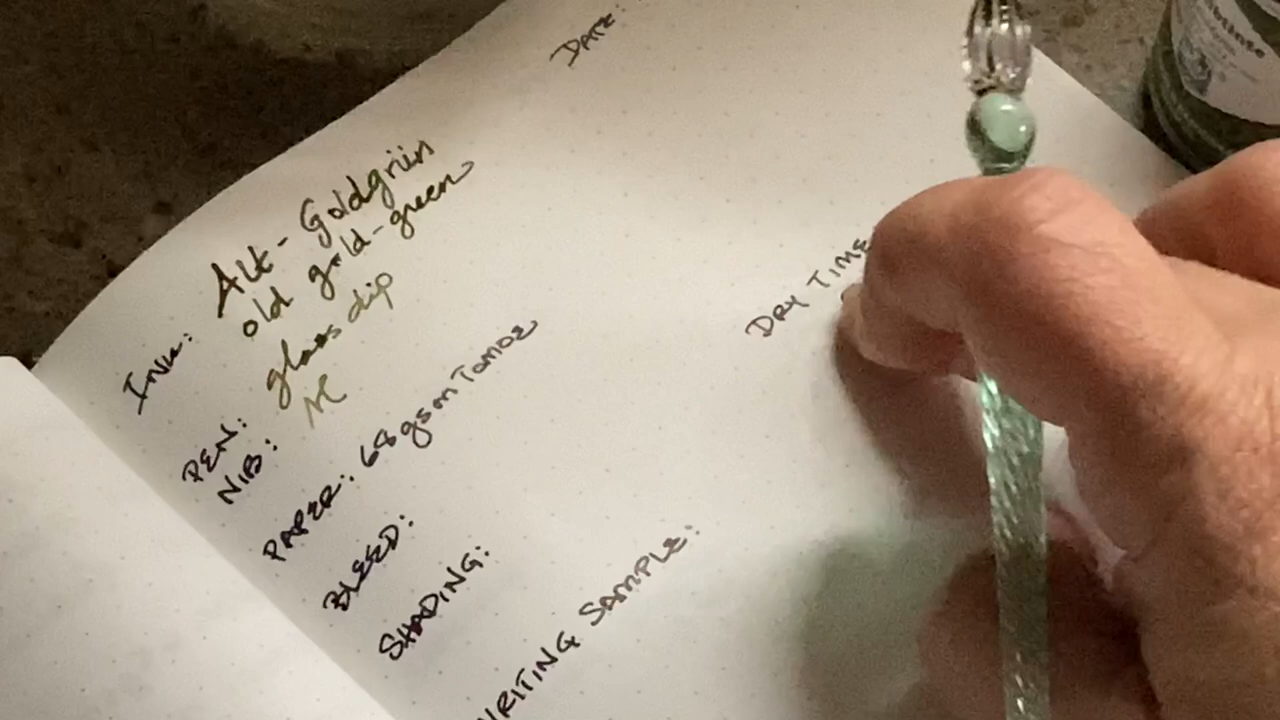 DATE:
INK: Alt-Goldgrün
old gold-green
PEN: glass dip
NIB: M
PAPER: 68gsm Tomoe
DRY TIME
BLEED:
SHADING:
WRITING SAMPLE: